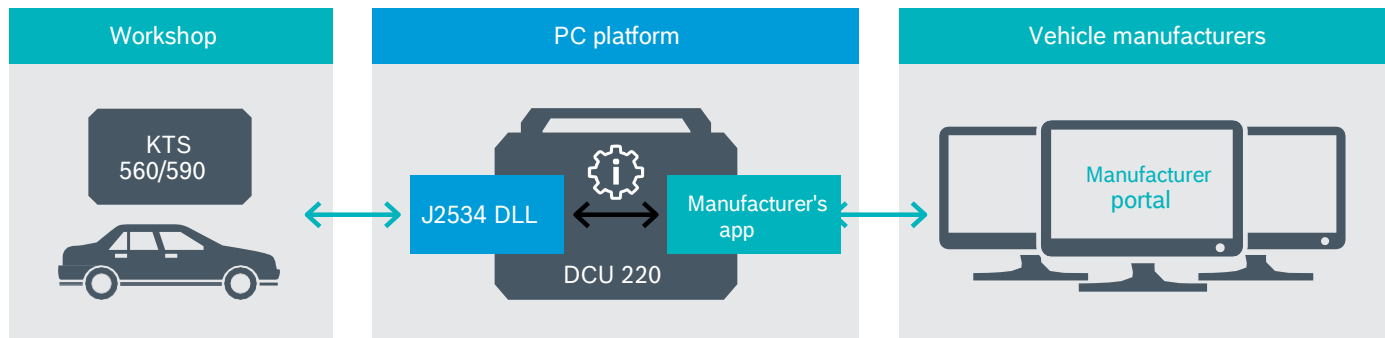 Workshop
PC platform
Vehicle manufacturers
KTS
560/590
J2534 DLL
Manufacturer's
app
DCU 220
Manufacturer
portal